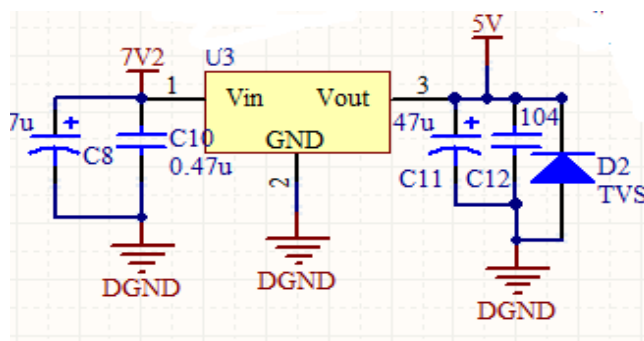 5V
7V2
U3
1
Vin
Vout
3
7u
C8
C10
0.47u
GND
2
47u
104
C11
C12
D2
TVS
DGND
DGND
DGND